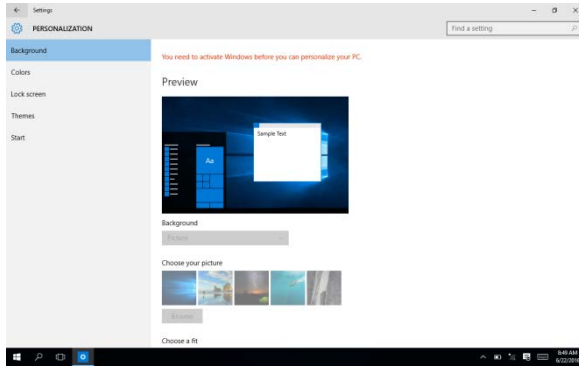 Settings
PERSONALIZATION
Find a setting
Background
Colors
Lock screen
Themes
Start
You need to activate Windows before you can personalize your PC.
Preview
Sample Text
Aa
Background
Picture
Choose your picture
Browse
Choose a fit
8:49 AM